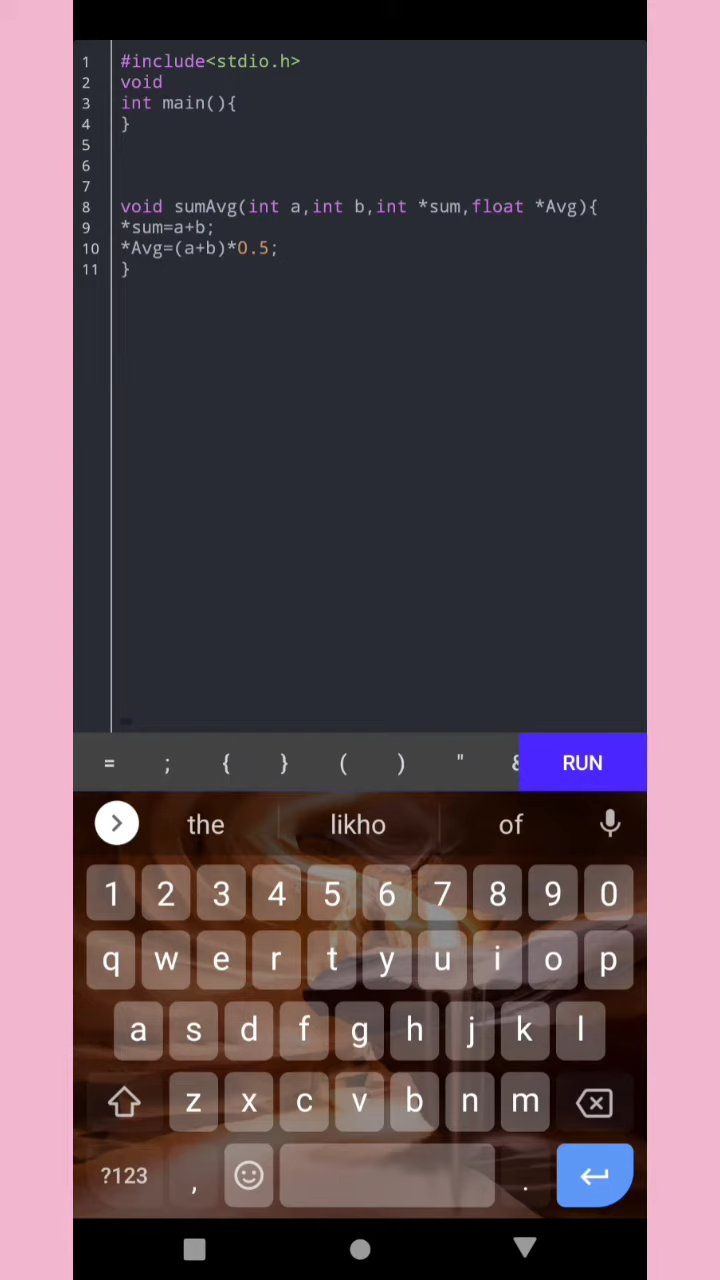 1 #include<stdio.h>
2 void
3 int main(){
4 }
5
6
7
8 void sumAvg(int a,int b,int *sum,float *Avg){
9 *sum=a+b;
10 *Avg=(a+b)*0.5;
11 }
= ; { } ( ) " & RUN
the likho of
1 2 3 4 5 6 7 8 9 0
q w e r t y u i o p
a s d f g h j k l
z x c v b n m
?123 , .